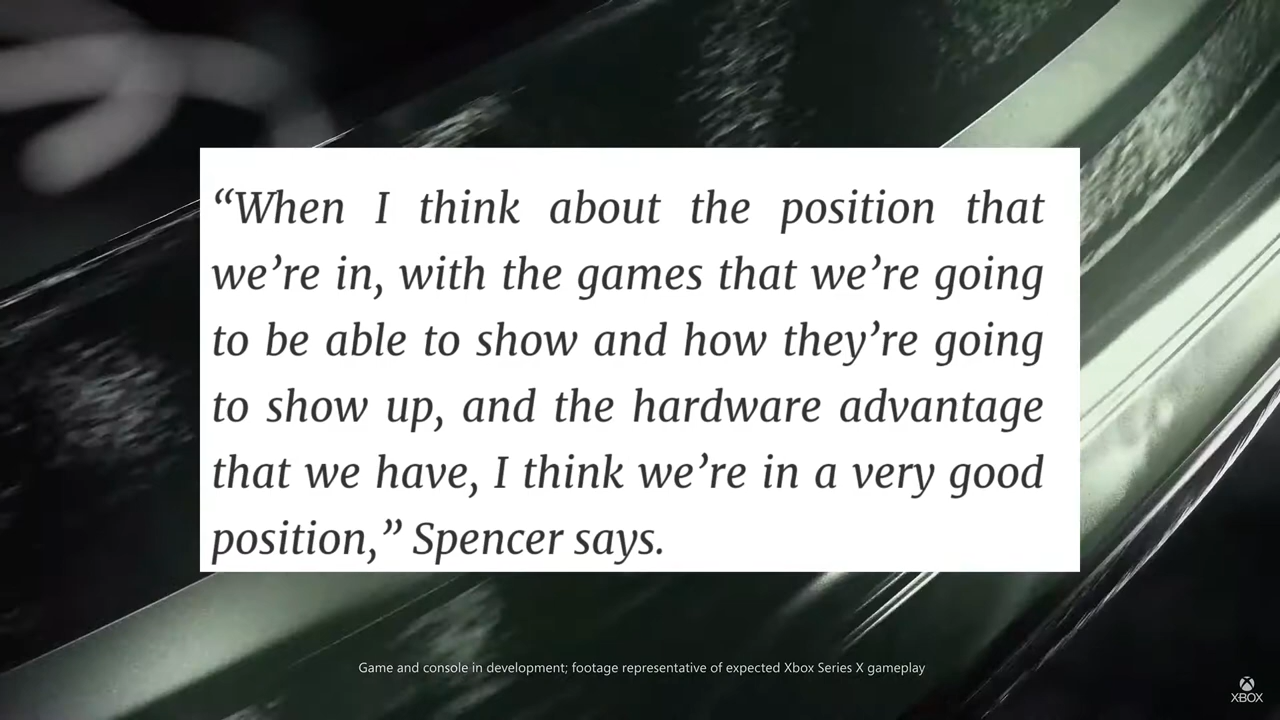 “When I think about the position that
we’re in, with the games that we’re going
to be able to show and how they’re going
to show up, and the hardware advantage
that we have, I think we’re in a very good
position,” Spencer says.
Game and console in development; footage representative of expected Xbox Series X gameplay
XBOX